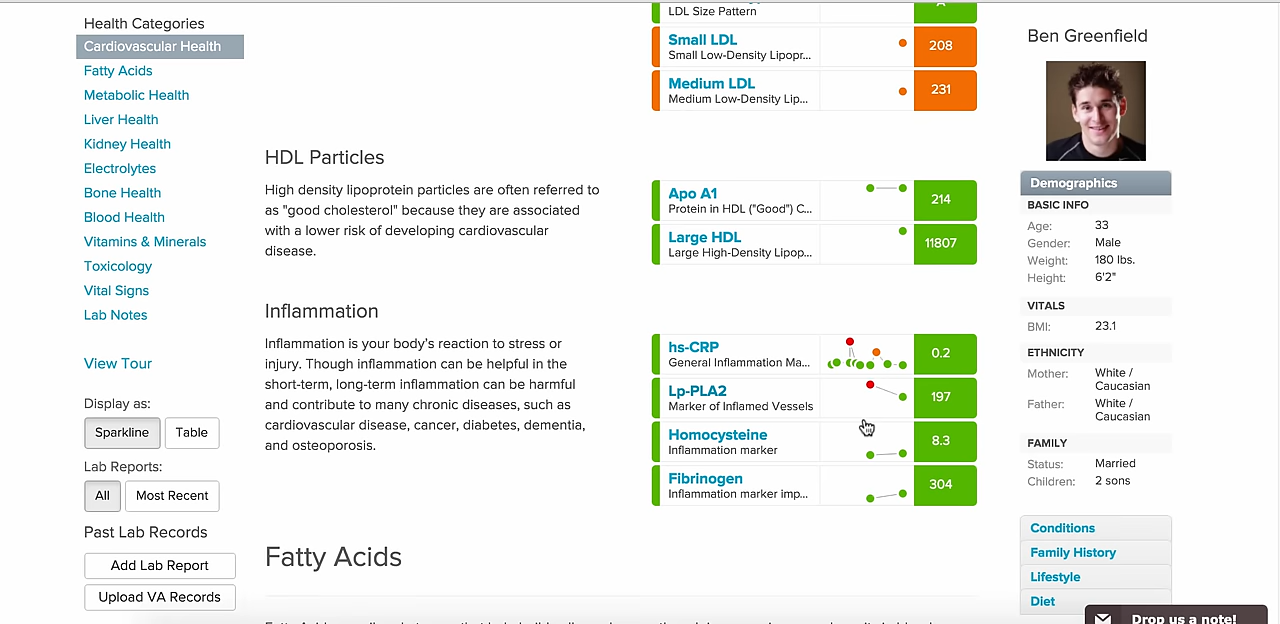 Health Categories
Cardiovascular Health
Fatty Acids
Metabolic Health
Liver Health
Kidney Health
Electrolytes
Bone Health
Blood Health
Vitamins & Minerals
Toxicology
Vital Signs
Lab Notes
View Tour
Display as:
Sparkline Table
Lab Reports:
All Most Recent
Past Lab Records
Add Lab Report
Upload VA Records
LDL Size Pattern
Small LDL
Small Low-Density Lipopr...
208
Medium LDL
Medium Low-Density Lip...
231
HDL Particles
High density lipoprotein particles are often referred to
as "good cholesterol" because they are associated
with a lower risk of developing cardiovascular
disease.
Apo A1
Protein in HDL ("Good") C...
214
Large HDL
Large High-Density Lipop...
11807
Inflammation
Inflammation is your body's reaction to stress or
injury. Though inflammation can be helpful in the
short-term, long-term inflammation can be harmful
and contribute to many chronic diseases, such as
cardiovascular disease, cancer, diabetes, dementia,
and osteoporosis.
hs-CRP
General Inflammation Ma...
0.2
Lp-PLA2
Marker of Inflamed Vessels
197
Homocysteine
Inflammation marker
8.3
Fibrinogen
Inflammation marker imp...
304
Fatty Acids
Ben Greenfield
Demographics
BASIC INFO
Age: 33
Gender: Male
Weight: 180 lbs.
Height: 6'2"
VITALS
BMI: 23.1
ETHNICITY
Mother: White /
Caucasian
Father: White /
Caucasian
FAMILY
Status: Married
Children: 2 sons
Conditions
Family History
Lifestyle
Diet
Drop us a note!